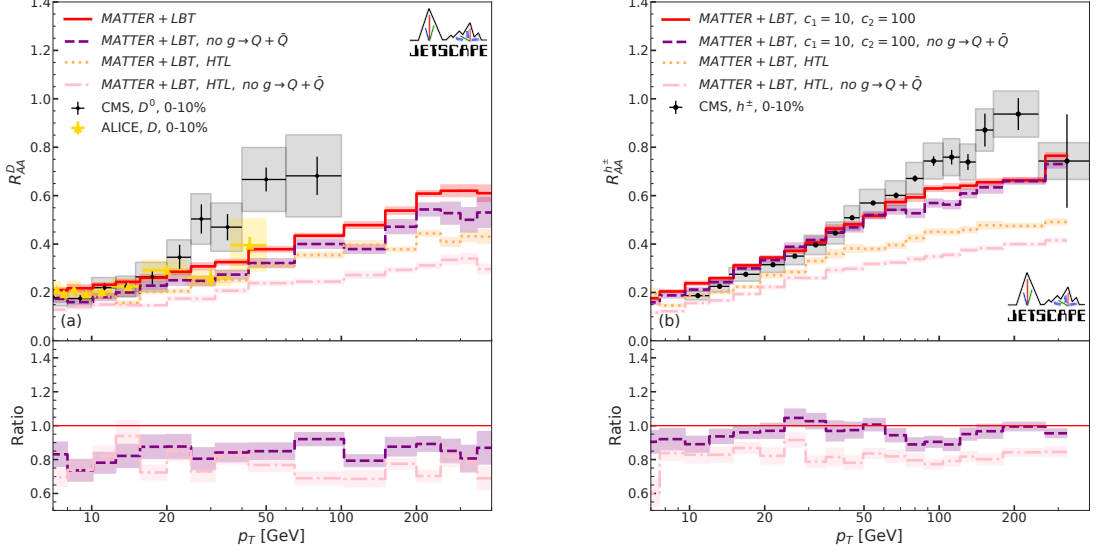 MATTER+LBT
MATTER+LBT, no g→Q+Q̄
MATTER+LBT, HTL
MATTER+LBT, HTL, no g→Q+Q̄
CMS, D⁰, 0-10%
ALICE, D, 0-10%
JETSCAPE
R_AA^D
1.4
1.2
1.0
0.8
0.6
0.4
0.2
0.0
(a)
Ratio
1.4
1.2
1.0
0.8
0.6
10
20
50
100
200
p_T [GeV]
MATTER+LBT, c₁=10, c₂=100
MATTER+LBT, c₁=10, c₂=100, no g→Q+Q̄
MATTER+LBT, HTL
MATTER+LBT, HTL, no g→Q+Q̄
CMS, h^±, 0-10%
JETSCAPE
R_AA^h^±
1.4
1.2
1.0
0.8
0.6
0.4
0.2
0.0
(b)
Ratio
1.4
1.2
1.0
0.8
0.6
10
20
50
100
200
p_T [GeV]